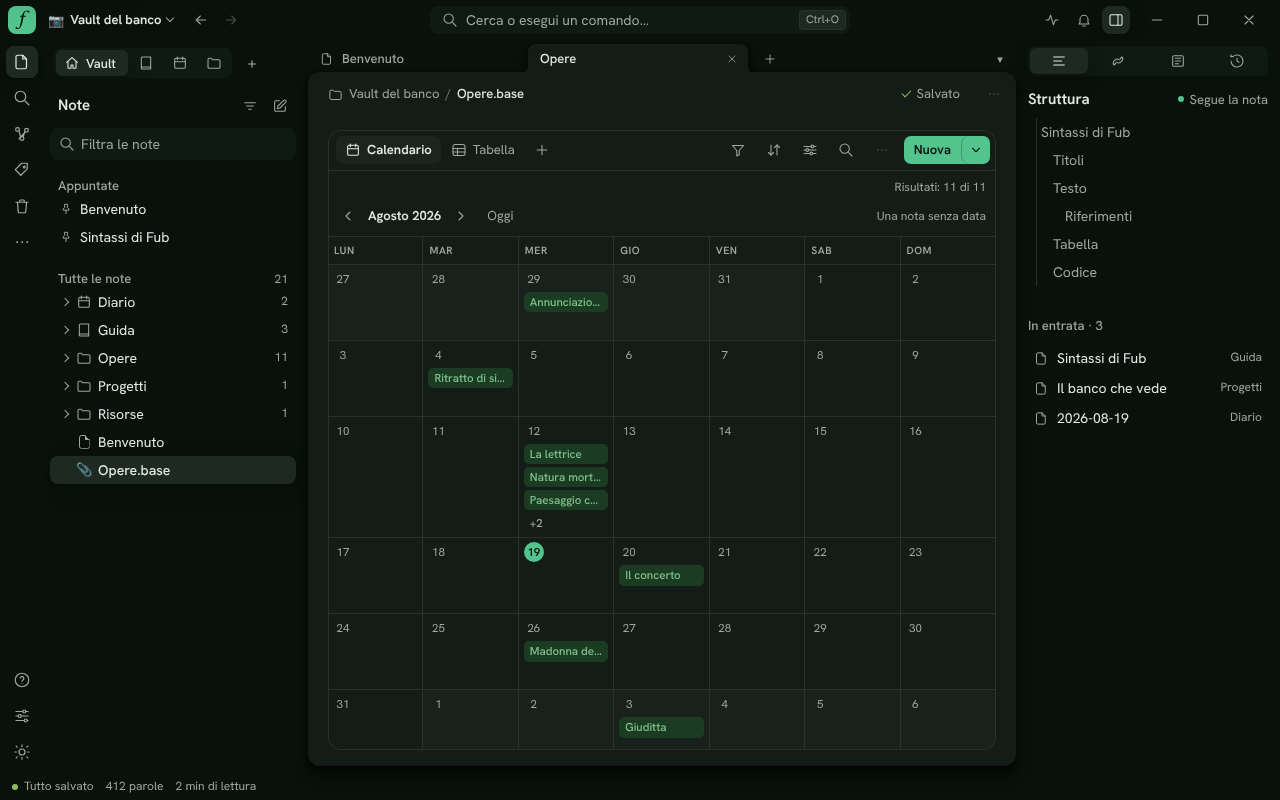 Vault del banco
Cerca o esegui un comando…
Ctrl+O
Vault
Benvenuto
Opere
Note
Filtra le note
Appuntate
Benvenuto
Sintassi di Fub
Tutte le note 21
Diario 2
Guida 3
Opere 11
Progetti 1
Risorse 1
Benvenuto
Opere.base
Vault del banco / Opere.base
Salvato
Calendario
Tabella
Nuova
Risultati: 11 di 11
Agosto 2026
Oggi
Una nota senza data
LUN MAR MER GIO VEN SAB DOM
27 28 29 30 31 1 2
Annunciazio…
3 4 5 6 7 8 9
Ritratto di si…
10 11 12 13 14 15 16
La lettrice
Natura mort…
Paesaggio c…
+2
17 18 19 20 21 22 23
Il concerto
24 25 26 27 28 29 30
Madonna de…
31 1 2 3 4 5 6
Giuditta
Struttura
Segue la nota
Sintassi di Fub
Titoli
Testo
Riferimenti
Tabella
Codice
In entrata · 3
Sintassi di Fub Guida
Il banco che vede Progetti
2026-08-19 Diario
Tutto salvato 412 parole 2 min di lettura